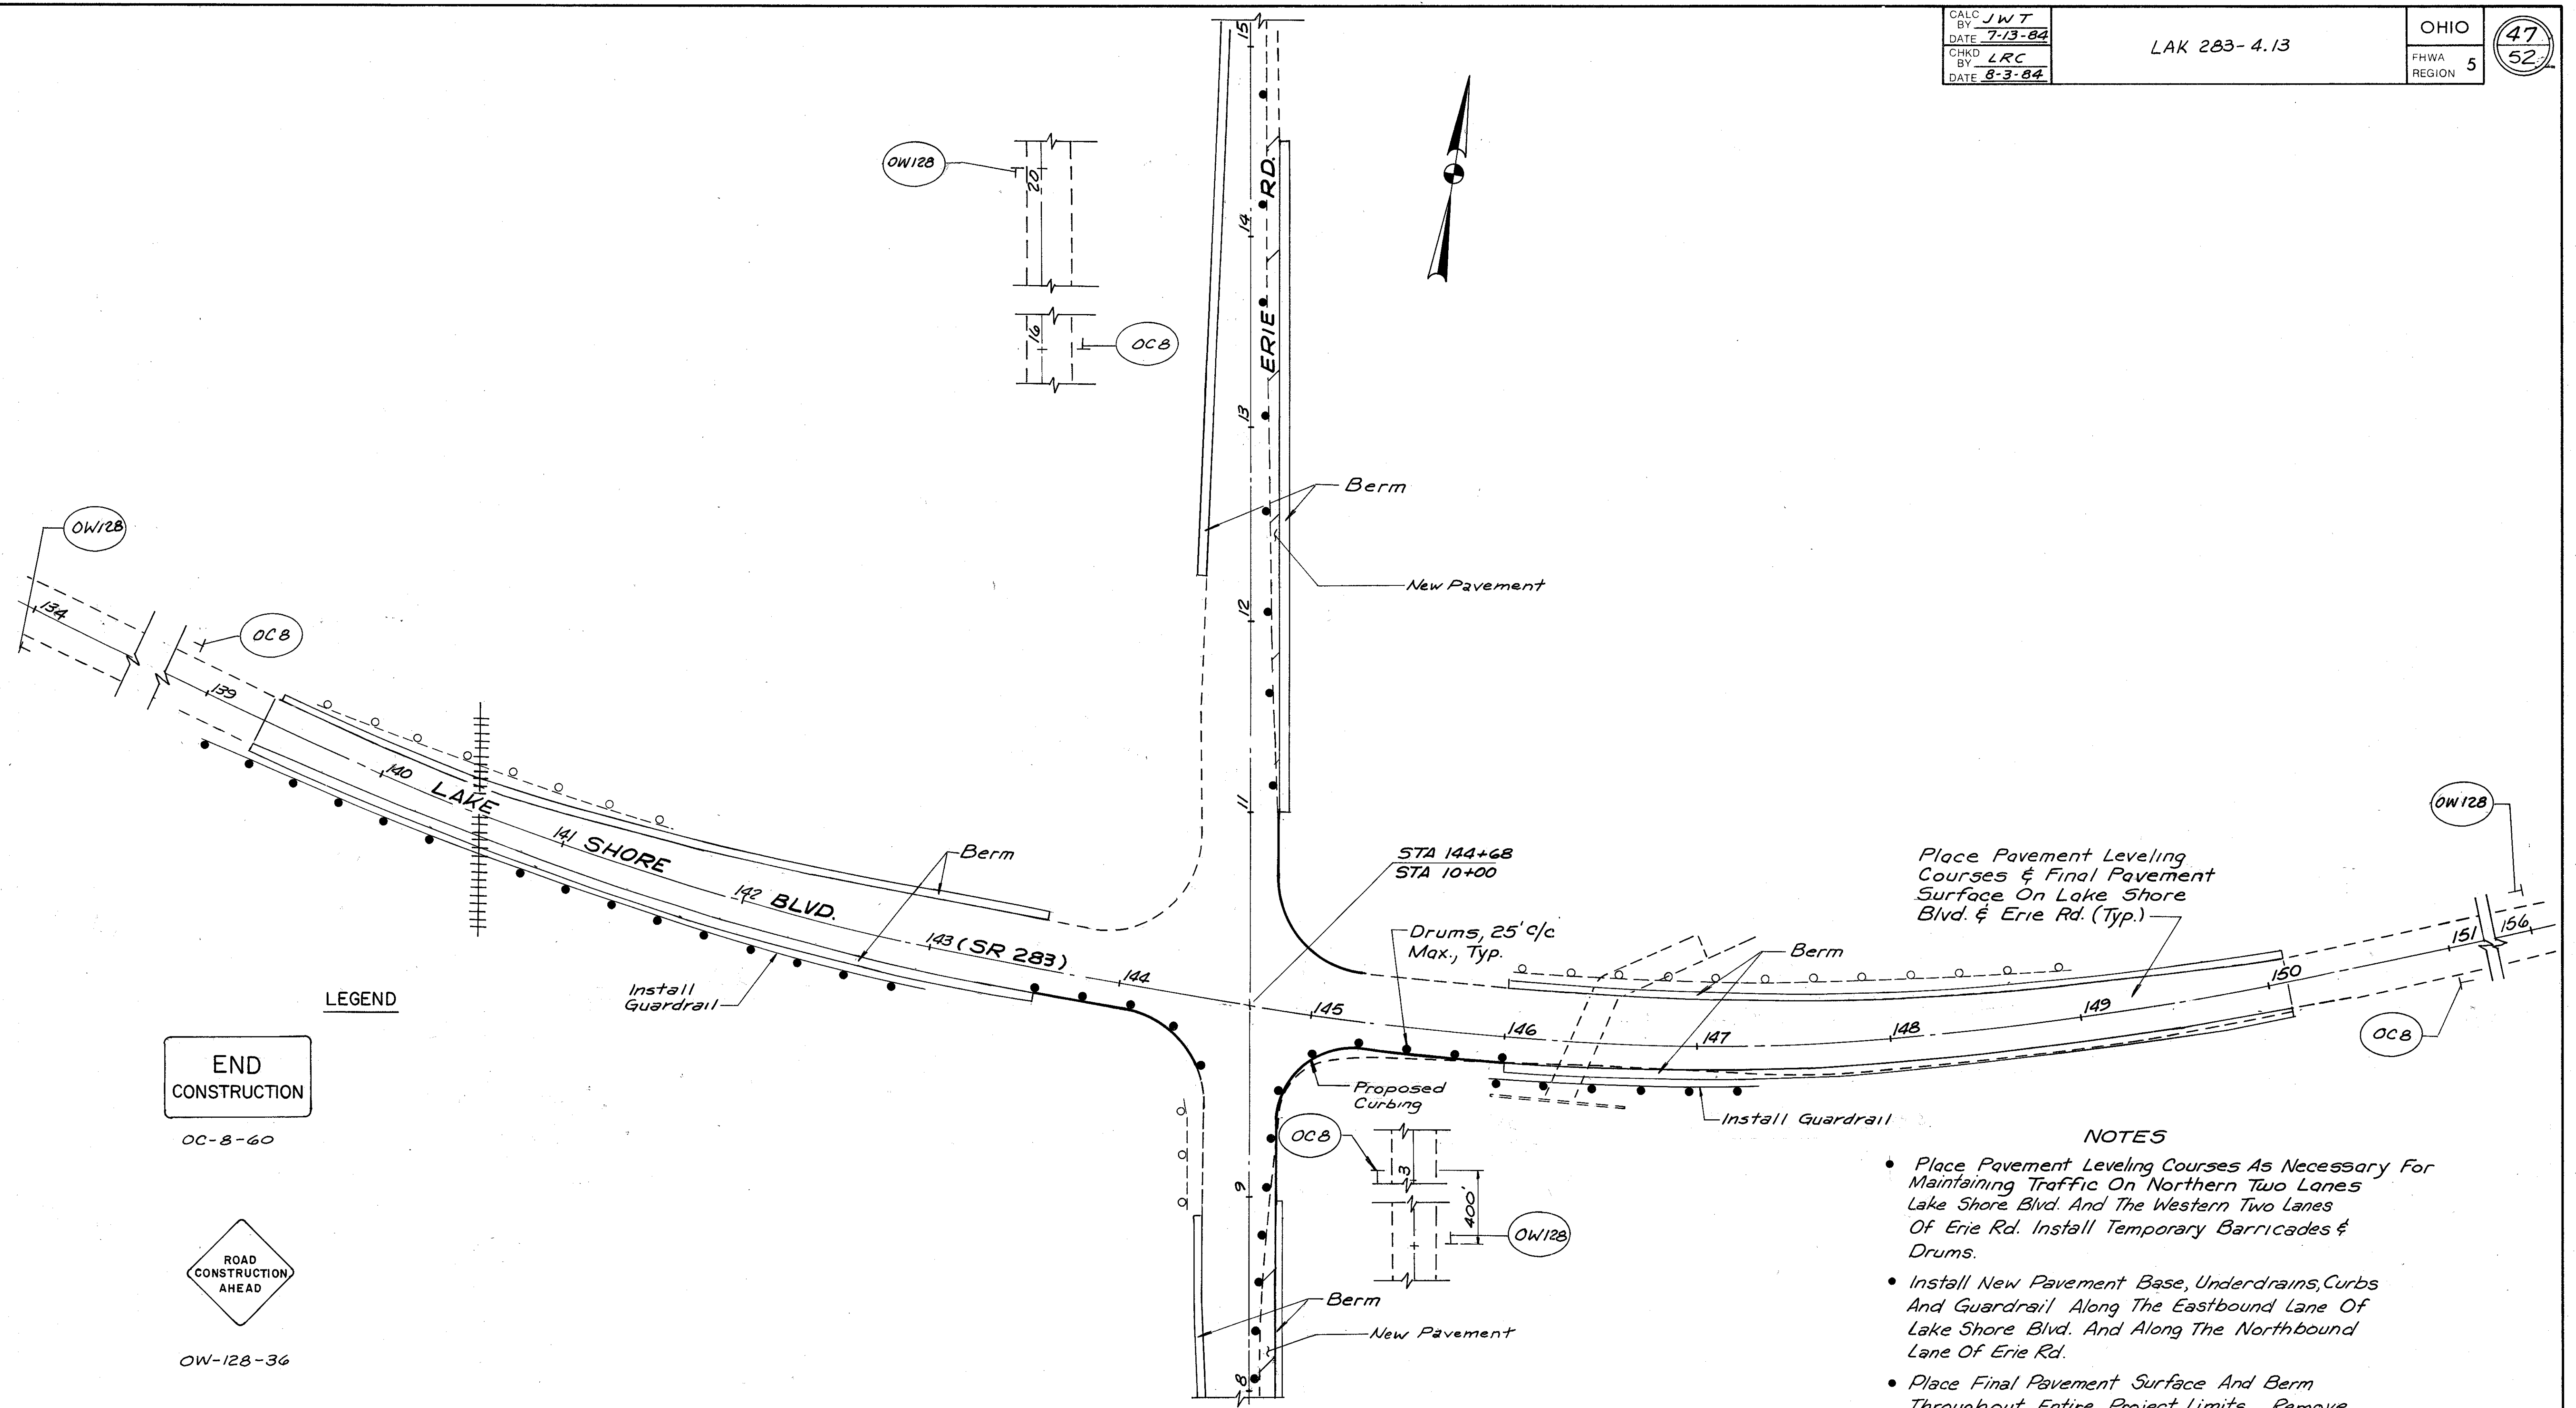 CALC BY JWT
DATE 7-13-84
CHKD BY LRC
DATE 8-3-84
LAK 283-4.13
OHIO
FHWA REGION 5
47
52
15
OW128
20
RD.
14
16
OC8
ERIE
13
Berm
OW128
New Pavement
134
12
OC8
139
140
LAKE
11
OW128
141 SHORE
Berm
STA 144+68
STA 10+00
Place Pavement Leveling
Courses & Final Pavement
Surface On Lake Shore
Blvd. & Erie Rd. (Typ.)
142 BLVD.
143 (SR 283)
144
Drums, 25' c/c
Max., Typ.
Berm
151
156
150
Install
Guardrail
LEGEND
145
146
147
148
149
OC8
END
CONSTRUCTION
OC-8-60
Proposed
Curbing
Install Guardrail
OC8
3
9
400'
OW128
ROAD
CONSTRUCTION
AHEAD
OW-128-36
Berm
New Pavement
8
NOTES
• Place Pavement Leveling Courses As Necessary For
Maintaining Traffic On Northern Two Lanes
Lake Shore Blvd. And The Western Two Lanes
Of Erie Rd. Install Temporary Barricades &
Drums.
• Install New Pavement Base, Underdrains, Curbs
And Guardrail Along The Eastbound Lane Of
Lake Shore Blvd. And Along The Northbound
Lane Of Erie Rd.
• Place Final Pavement Surface And Berm
Throughout Entire Project Limits. Remove